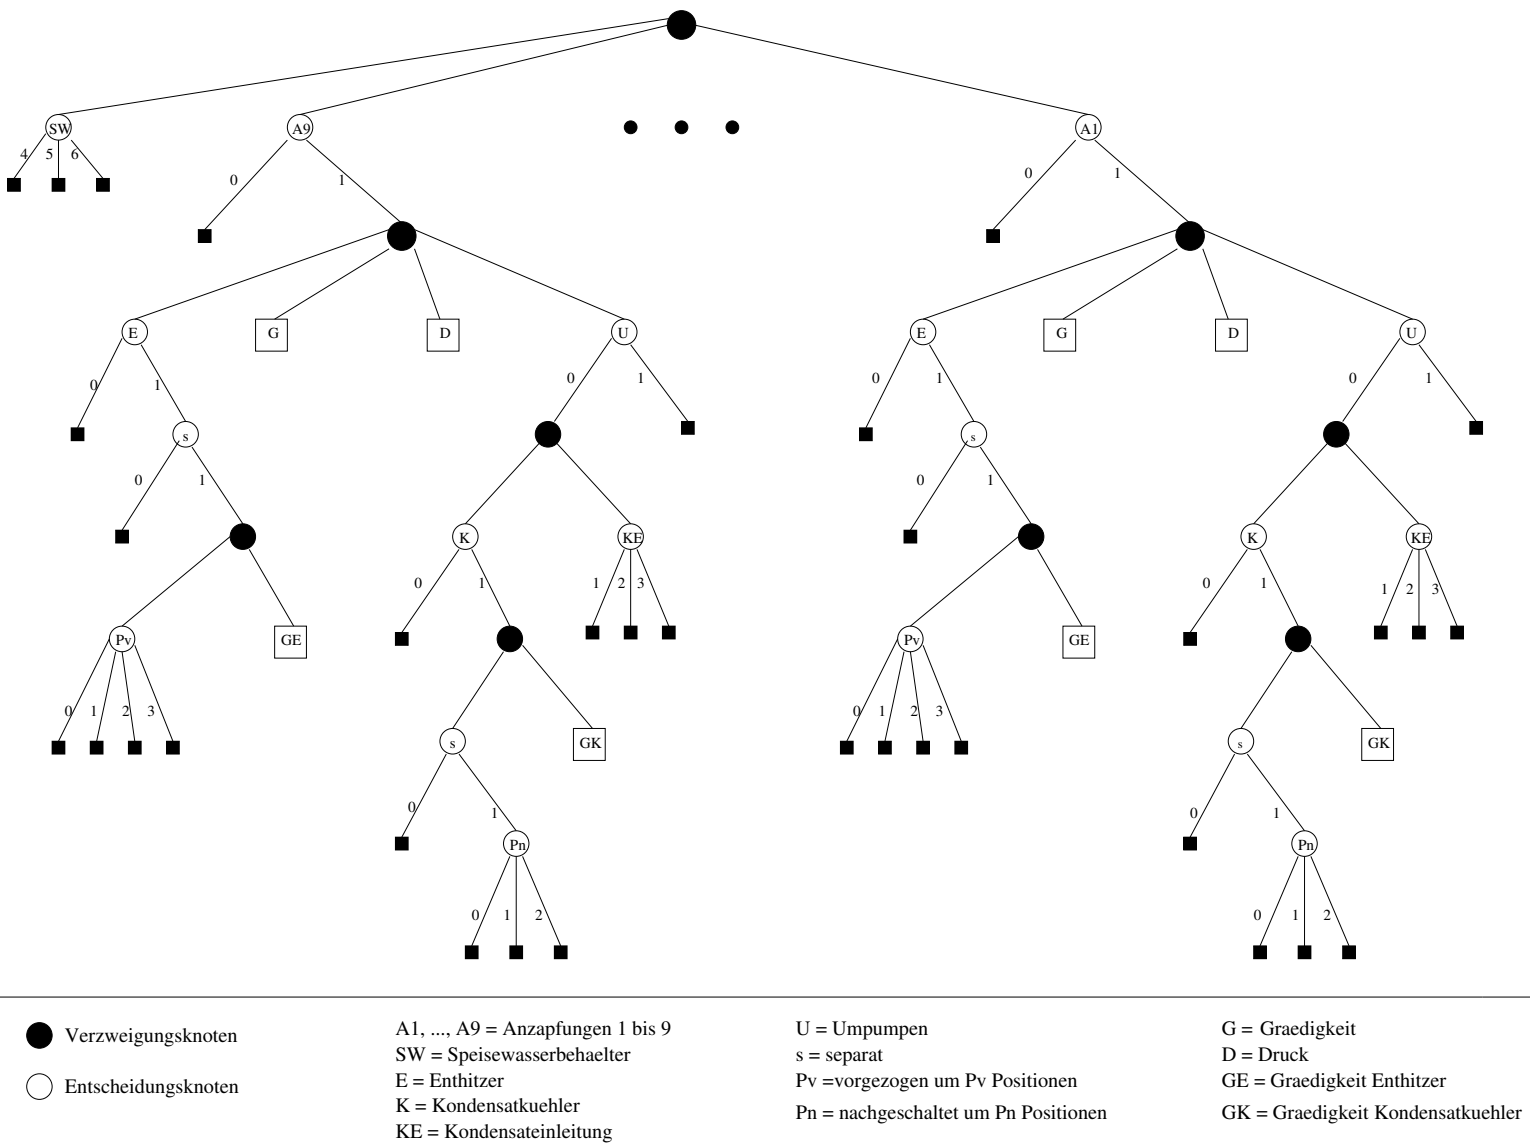 SW A9 A1
4 5 6
0 1 0 1
E G D U E G D U
0 1 0 1 0 1 0 1
s s
0 1 0 1
K KE K KE
0 1 1 2 3 0 1 1 2 3
Pv GE Pv GE
0 1 2 3 0 1 2 3
s GK s GK
0 1 0 1
Pn Pn
0 1 2 0 1 2
Verzweigungsknoten
Entscheidungsknoten
A1, ..., A9 = Anzapfungen 1 bis 9
SW = Speisewasserbehaelter
E = Enthitzer
K = Kondensatkuehler
KE = Kondensateinleitung
U = Umpumpen
s = separat
Pv =vorgezogen um Pv Positionen
Pn = nachgeschaltet um Pn Positionen
G = Graedigkeit
D = Druck
GE = Graedigkeit Enthitzer
GK = Graedigkeit Kondensatkuehler